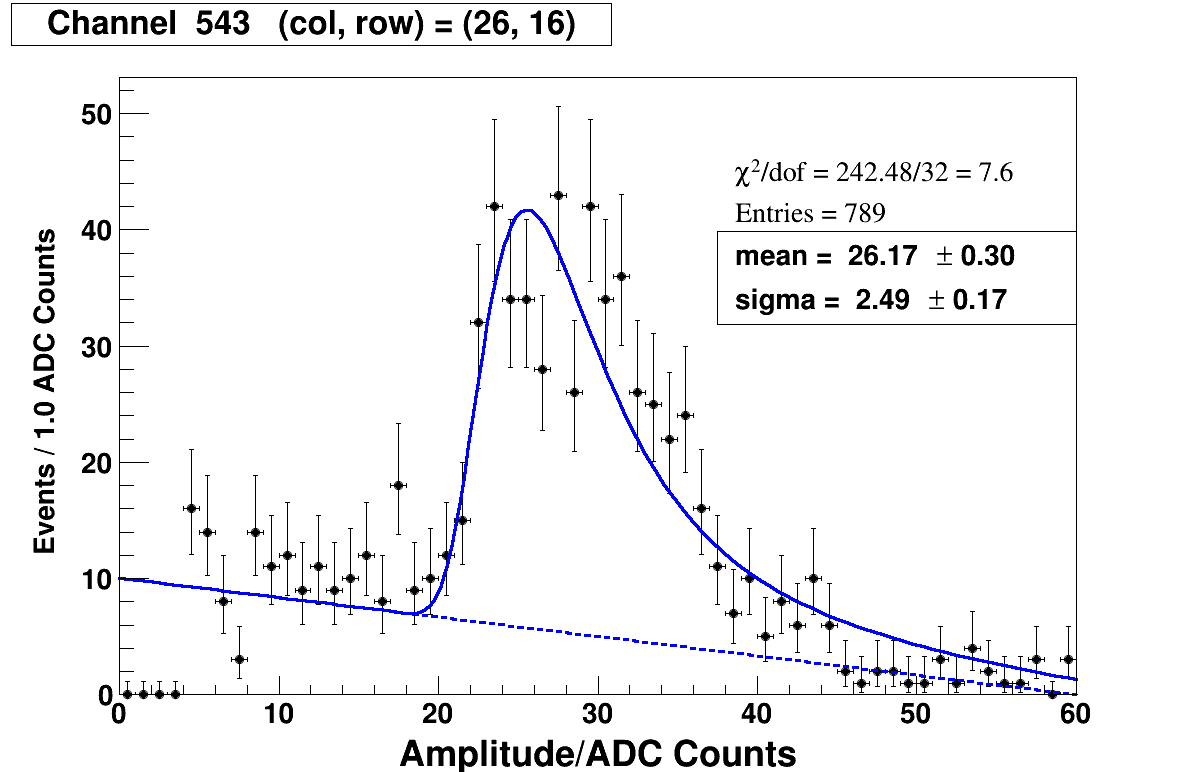 Channel 543 (col, row) = (26, 16)
50
40
30
20
10
0
Events / 1.0 ADC Counts
χ²/dof = 242.48/32 = 7.6
Entries = 789
mean = 26.17 ± 0.30
sigma = 2.49 ± 0.17
0 10 20 30 40 50 60
Amplitude/ADC Counts